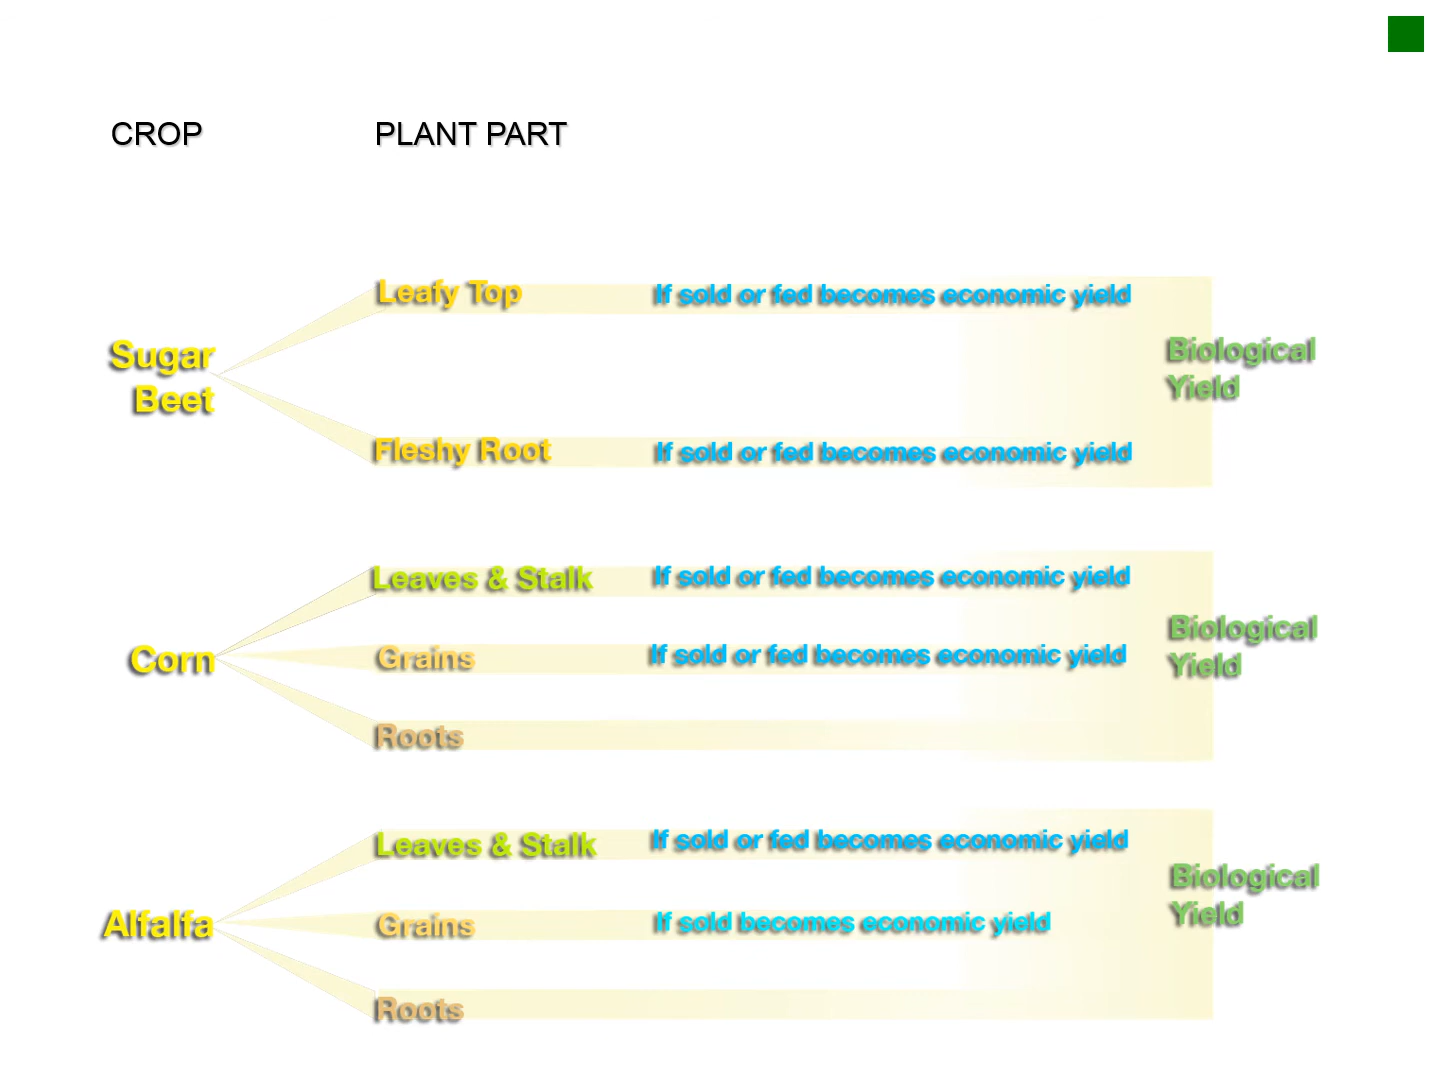 CROP PLANT PART
Leafy Top If sold or fed becomes economic yield
Sugar
Beet
Biological
Yield
Fleshy Root If sold or fed becomes economic yield
Leaves & Stalk If sold or fed becomes economic yield
Corn
Grains If sold or fed becomes economic yield
Biological
Yield
Roots
Leaves & Stalk If sold or fed becomes economic yield
Alfalfa
Grains If sold becomes economic yield
Biological
Yield
Roots